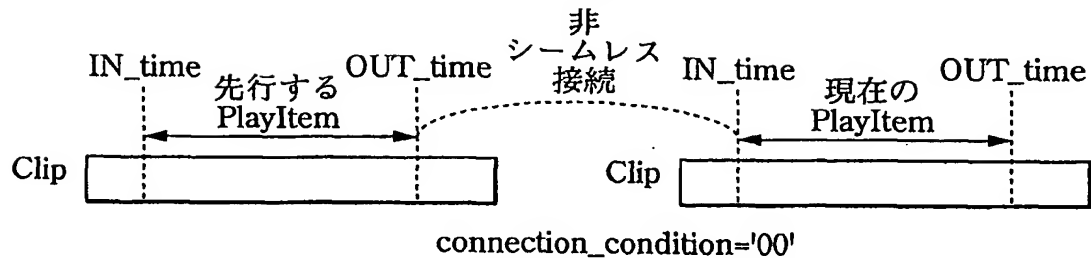 非
シームレス
接続
IN_time
OUT_time
IN_time
OUT_time
先行する
PlayItem
現在の
PlayItem
Clip
Clip
connection_condition='00'